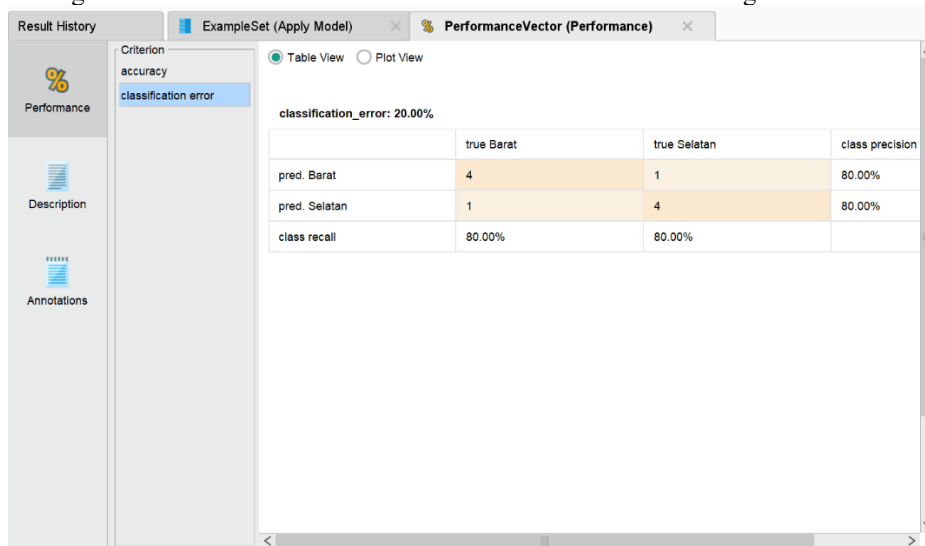 Result History ExampleSet (Apply Model) PerformanceVector (Performance)
Criterion
accuracy
classification error
% Performance
Description
Annotations
Table View Plot View
classification_error: 20.00%
true Barat true Selatan class precision
pred. Barat 4 1 80.00%
pred. Selatan 1 4 80.00%
class recall 80.00% 80.00%